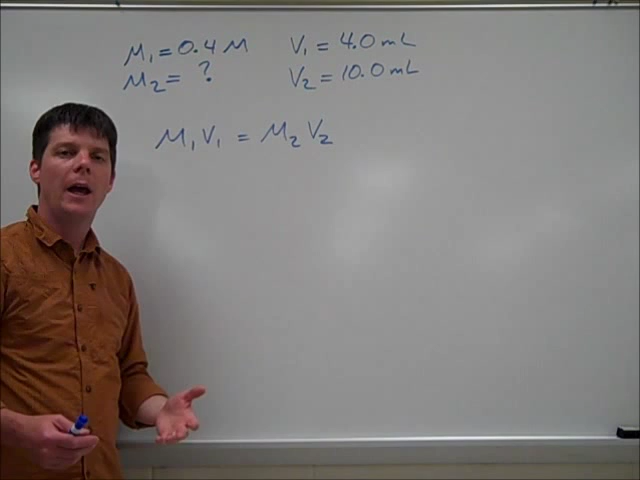 M₁ = 0.4 M V₁ = 4.0 mL
M₂ = ? V₂ = 10.0 mL
M₁V₁ = M₂V₂